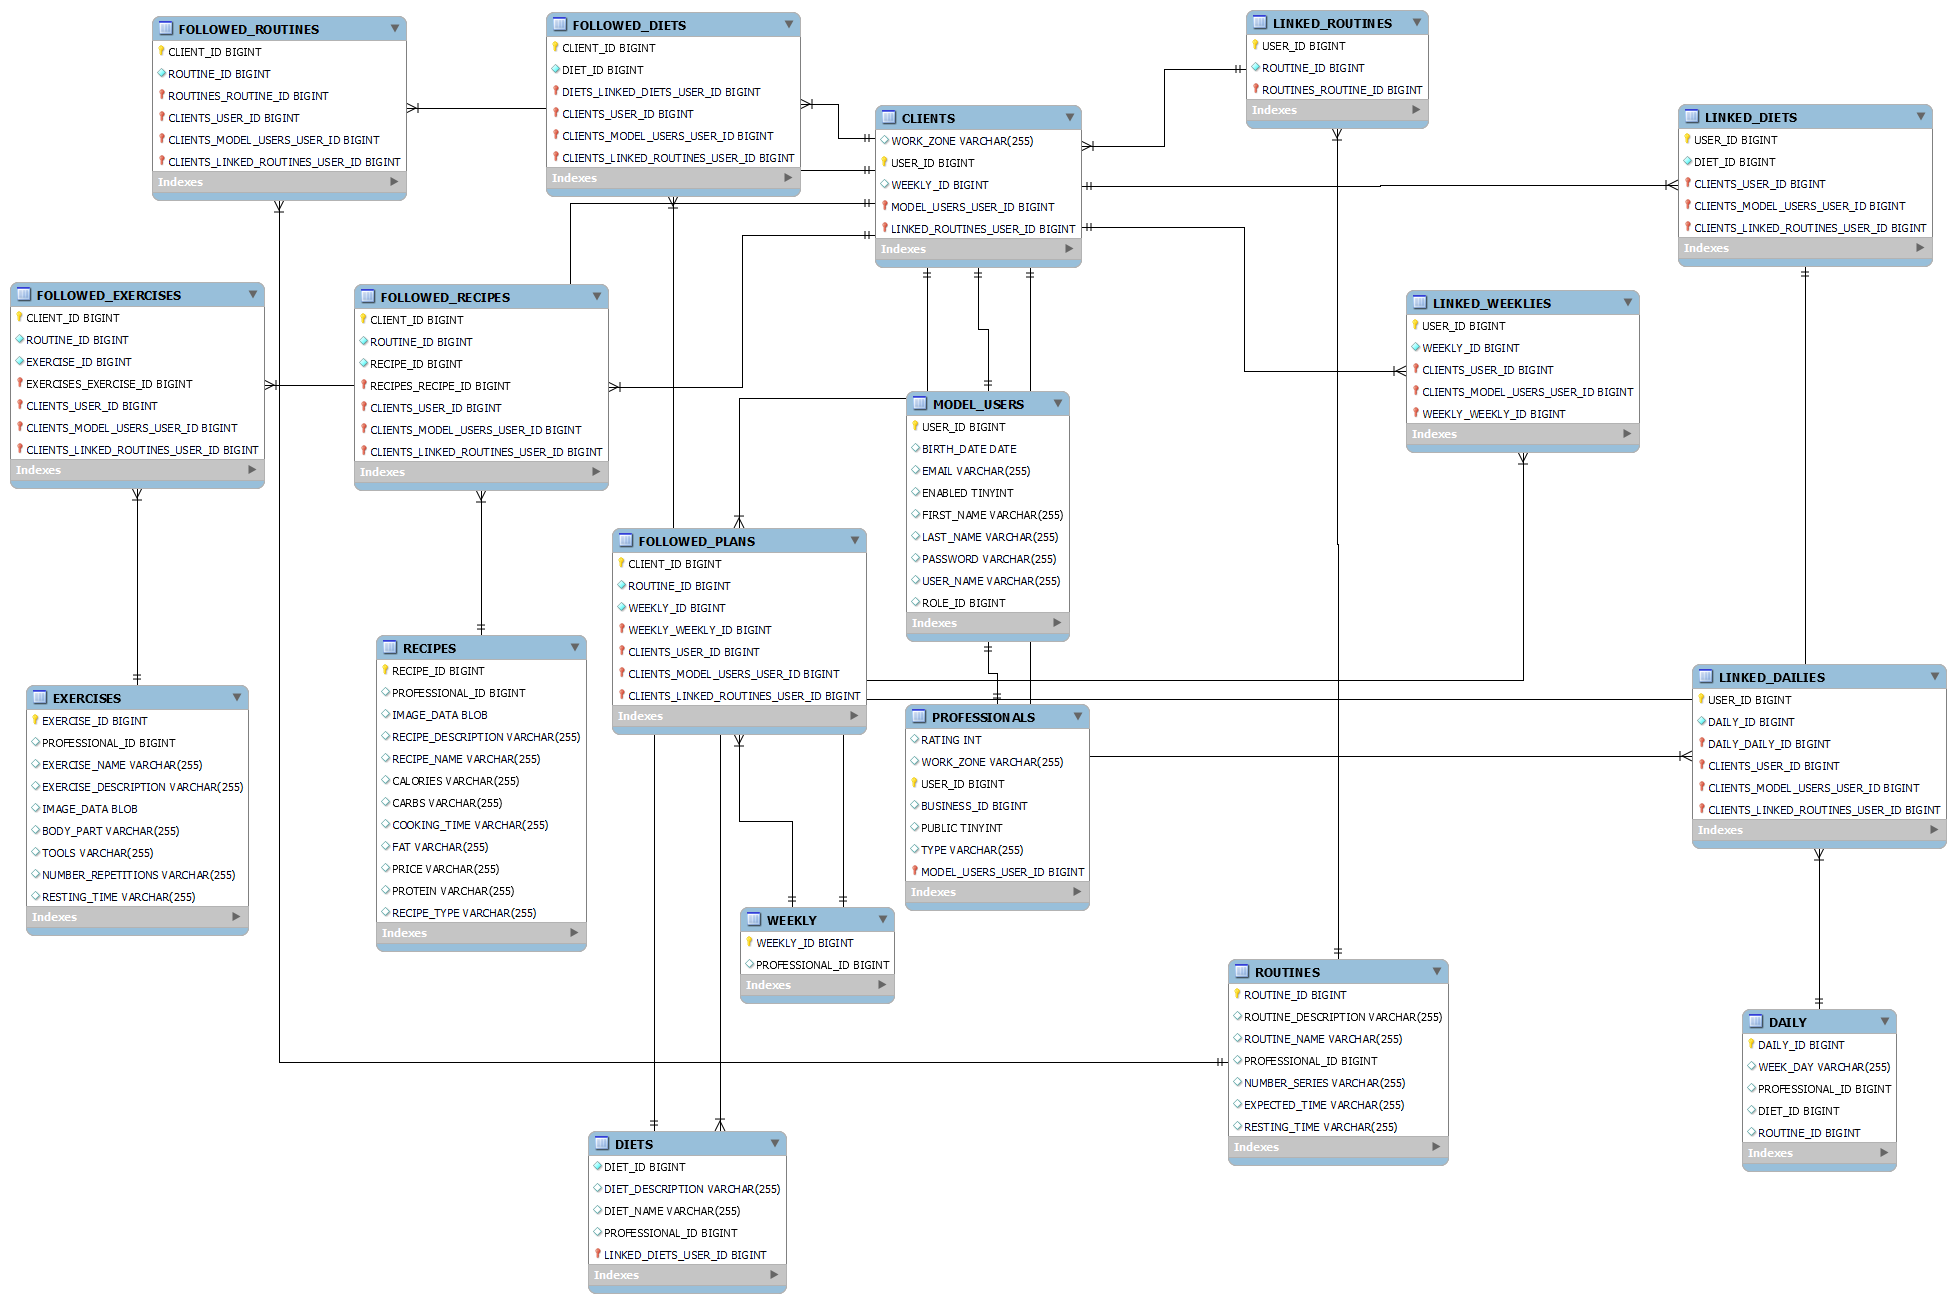 FOLLOWED_ROUTINES
CLIENT_ID BIGINT
ROUTINE_ID BIGINT
ROUTINES_ROUTINE_ID BIGINT
CLIENTS_USER_ID BIGINT
CLIENTS_MODEL_USERS_USER_ID BIGINT
CLIENTS_LINKED_ROUTINES_USER_ID BIGINT
Indexes
FOLLOWED_DIETS
CLIENT_ID BIGINT
DIET_ID BIGINT
DIETS_LINKED_DIETS_USER_ID BIGINT
CLIENTS_USER_ID BIGINT
CLIENTS_MODEL_USERS_USER_ID BIGINT
CLIENTS_LINKED_ROUTINES_USER_ID BIGINT
Indexes
CLIENTS
WORK_ZONE VARCHAR(255)
USER_ID BIGINT
WEEKLY_ID BIGINT
MODEL_USERS_USER_ID BIGINT
LINKED_ROUTINES_USER_ID BIGINT
Indexes
LINKED_ROUTINES
USER_ID BIGINT
ROUTINE_ID BIGINT
ROUTINES_ROUTINE_ID BIGINT
Indexes
LINKED_DIETS
USER_ID BIGINT
DIET_ID BIGINT
CLIENTS_USER_ID BIGINT
CLIENTS_MODEL_USERS_USER_ID BIGINT
CLIENTS_LINKED_ROUTINES_USER_ID BIGINT
Indexes
FOLLOWED_EXERCISES
CLIENT_ID BIGINT
ROUTINE_ID BIGINT
EXERCISE_ID BIGINT
EXERCISES_EXERCISE_ID BIGINT
CLIENTS_USER_ID BIGINT
CLIENTS_MODEL_USERS_USER_ID BIGINT
CLIENTS_LINKED_ROUTINES_USER_ID BIGINT
Indexes
FOLLOWED_RECIPES
CLIENT_ID BIGINT
ROUTINE_ID BIGINT
RECIPE_ID BIGINT
RECIPES_RECIPE_ID BIGINT
CLIENTS_USER_ID BIGINT
CLIENTS_MODEL_USERS_USER_ID BIGINT
CLIENTS_LINKED_ROUTINES_USER_ID BIGINT
Indexes
LINKED_WEEKLIES
USER_ID BIGINT
WEEKLY_ID BIGINT
CLIENTS_USER_ID BIGINT
CLIENTS_MODEL_USERS_USER_ID BIGINT
WEEKLY_WEEKLY_ID BIGINT
Indexes
MODEL_USERS
USER_ID BIGINT
BIRTH_DATE DATE
EMAIL VARCHAR(255)
ENABLED TINYINT
FIRST_NAME VARCHAR(255)
LAST_NAME VARCHAR(255)
PASSWORD VARCHAR(255)
USER_NAME VARCHAR(255)
ROLE_ID BIGINT
Indexes
FOLLOWED_PLANS
CLIENT_ID BIGINT
ROUTINE_ID BIGINT
WEEKLY_ID BIGINT
WEEKLY_WEEKLY_ID BIGINT
CLIENTS_USER_ID BIGINT
CLIENTS_MODEL_USERS_USER_ID BIGINT
CLIENTS_LINKED_ROUTINES_USER_ID BIGINT
Indexes
EXERCISES
EXERCISE_ID BIGINT
PROFESSIONAL_ID BIGINT
EXERCISE_NAME VARCHAR(255)
EXERCISE_DESCRIPTION VARCHAR(255)
IMAGE_DATA BLOB
BODY_PART VARCHAR(255)
TOOLS VARCHAR(255)
NUMBER_REPETITIONS VARCHAR(255)
RESTING_TIME VARCHAR(255)
Indexes
RECIPES
RECIPE_ID BIGINT
PROFESSIONAL_ID BIGINT
IMAGE_DATA BLOB
RECIPE_DESCRIPTION VARCHAR(255)
RECIPE_NAME VARCHAR(255)
CALORIES VARCHAR(255)
CARBS VARCHAR(255)
COOKING_TIME VARCHAR(255)
FAT VARCHAR(255)
PRICE VARCHAR(255)
PROTEIN VARCHAR(255)
RECIPE_TYPE VARCHAR(255)
Indexes
PROFESSIONALS
RATING INT
WORK_ZONE VARCHAR(255)
USER_ID BIGINT
BUSINESS_ID BIGINT
PUBLIC TINYINT
TYPE VARCHAR(255)
MODEL_USERS_USER_ID BIGINT
Indexes
LINKED_DAILIES
USER_ID BIGINT
DAILY_ID BIGINT
DAILY_DAILY_ID BIGINT
CLIENTS_USER_ID BIGINT
CLIENTS_MODEL_USERS_USER_ID BIGINT
CLIENTS_LINKED_ROUTINES_USER_ID BIGINT
Indexes
WEEKLY
WEEKLY_ID BIGINT
PROFESSIONAL_ID BIGINT
Indexes
ROUTINES
ROUTINE_ID BIGINT
ROUTINE_DESCRIPTION VARCHAR(255)
ROUTINE_NAME VARCHAR(255)
PROFESSIONAL_ID BIGINT
NUMBER_SERIES VARCHAR(255)
EXPECTED_TIME VARCHAR(255)
RESTING_TIME VARCHAR(255)
Indexes
DAILY
DAILY_ID BIGINT
WEEK_DAY VARCHAR(255)
PROFESSIONAL_ID BIGINT
DIET_ID BIGINT
ROUTINE_ID BIGINT
Indexes
DIETS
DIET_ID BIGINT
DIET_DESCRIPTION VARCHAR(255)
DIET_NAME VARCHAR(255)
PROFESSIONAL_ID BIGINT
LINKED_DIETS_USER_ID BIGINT
Indexes